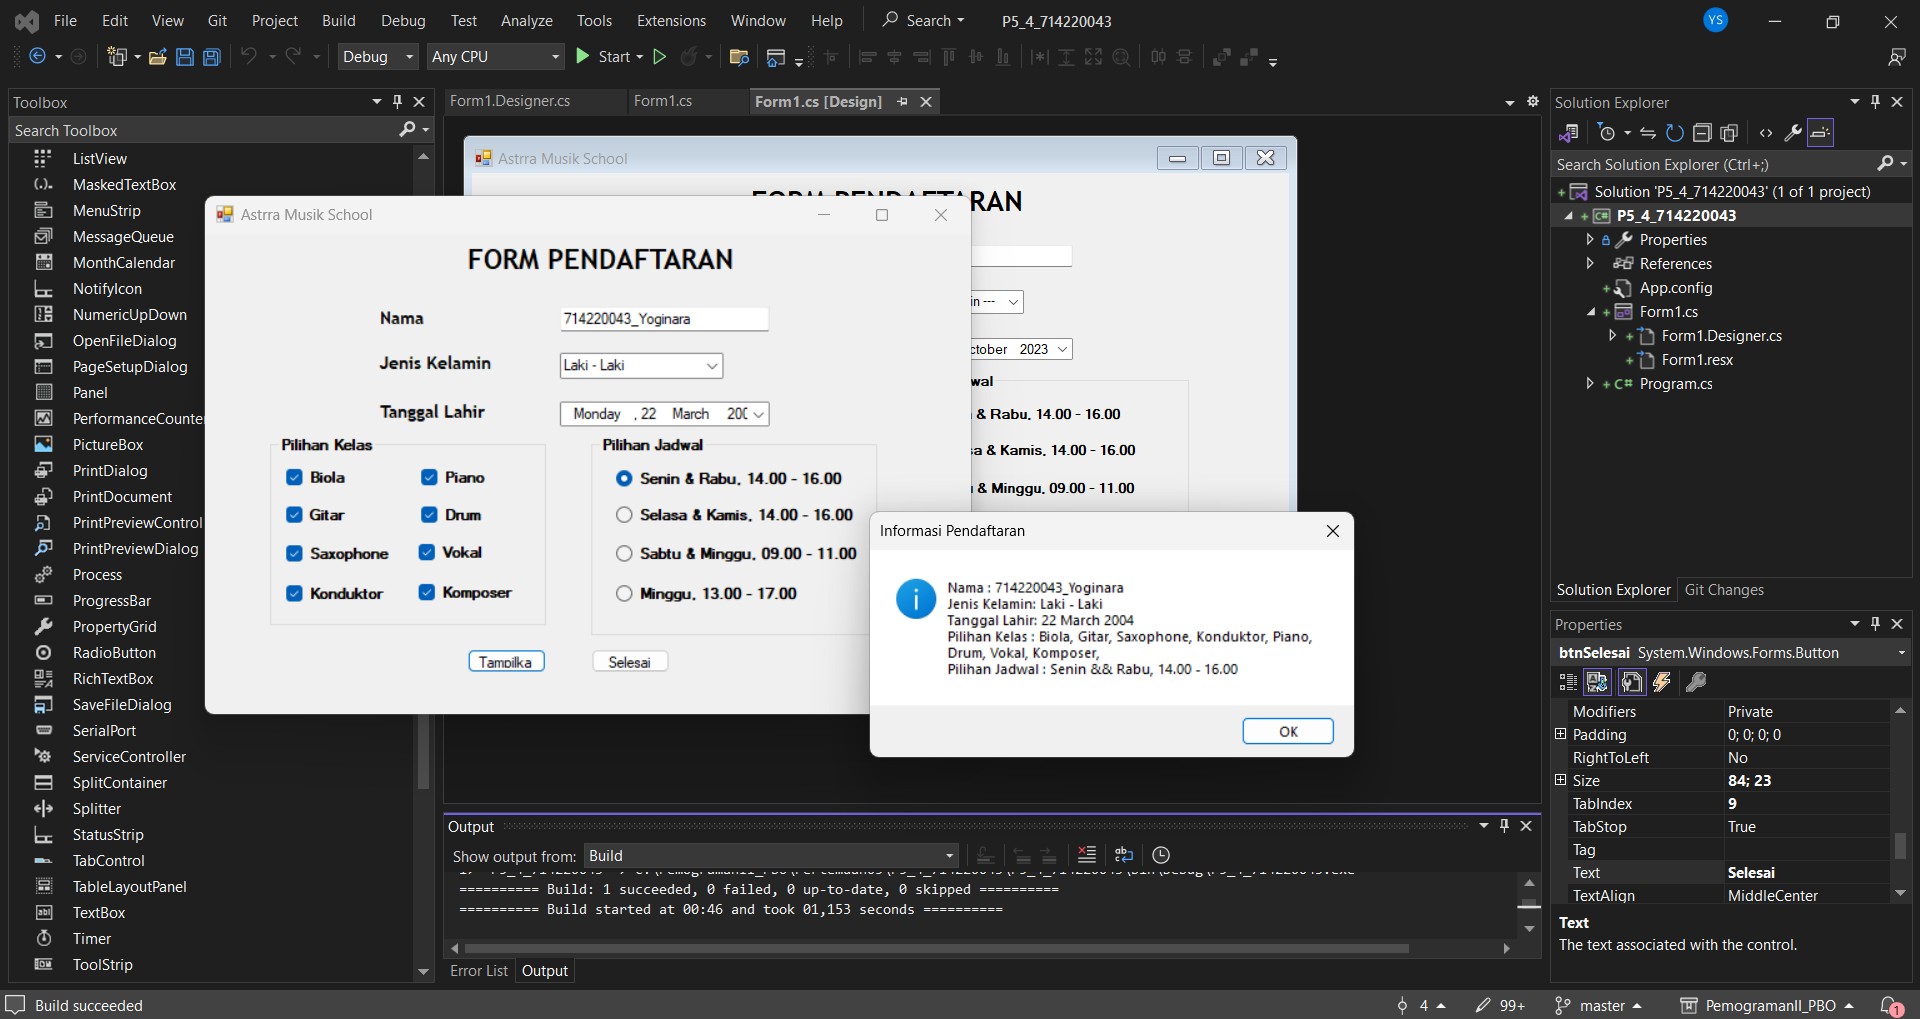 File Edit View Git Project Build Debug Test Analyze Tools Extensions Window Help Search P5_4_714220043 YS
Debug Any CPU Start
Toolbox
Search Toolbox
ListView
MaskedTextBox
MenuStrip
MessageQueue
MonthCalendar
NotifyIcon
NumericUpDown
OpenFileDialog
PageSetupDialog
Panel
PerformanceCounter
PictureBox
PrintDialog
PrintDocument
PrintPreviewControl
PrintPreviewDialog
Process
ProgressBar
PropertyGrid
RadioButton
RichTextBox
SaveFileDialog
SerialPort
ServiceController
SplitContainer
Splitter
StatusStrip
TabControl
TableLayoutPanel
TextBox
Timer
ToolStrip
Form1.Designer.cs Form1.cs Form1.cs [Design]
Astrra Musik School
in ---
ctober 2023
wal
& Rabu, 14.00 - 16.00
a & Kamis, 14.00 - 16.00
& Minggu, 09.00 - 11.00
Astrra Musik School
FORM PENDAFTARAN
Nama 714220043_Yoginara
Jenis Kelamin Laki - Laki
Tanggal Lahir Monday , 22 March 200
Pilihan Kelas
Biola Piano
Gitar Drum
Saxophone Vokal
Konduktor Komposer
Pilihan Jadwal
Senin & Rabu, 14.00 - 16.00
Selasa & Kamis, 14.00 - 16.00
Sabtu & Minggu, 09.00 - 11.00
Minggu, 13.00 - 17.00
Tampilka Selesai
Informasi Pendaftaran
Nama : 714220043_Yoginara
Jenis Kelamin: Laki - Laki
Tanggal Lahir: 22 March 2004
Pilihan Kelas : Biola, Gitar, Saxophone, Konduktor, Piano,
Drum, Vokal, Komposer,
Pilihan Jadwal : Senin && Rabu, 14.00 - 16.00
OK
Output
Show output from: Build
========== Build: 1 succeeded, 0 failed, 0 up-to-date, 0 skipped ==========
========== Build started at 00:46 and took 01,153 seconds ==========
Error List Output
Solution Explorer
Search Solution Explorer (Ctrl+;)
Solution 'P5_4_714220043' (1 of 1 project)
P5_4_714220043
Properties
References
App.config
Form1.cs
Form1.Designer.cs
Form1.resx
C# Program.cs
Solution Explorer Git Changes
Properties
btnSelesai System.Windows.Forms.Button
Modifiers Private
Padding 0; 0; 0; 0
RightToLeft No
Size 84; 23
TabIndex 9
TabStop True
Tag
Text Selesai
TextAlign MiddleCenter
Text
The text associated with the control.
Build succeeded 4 99+ master PemogramanII_PBO 1